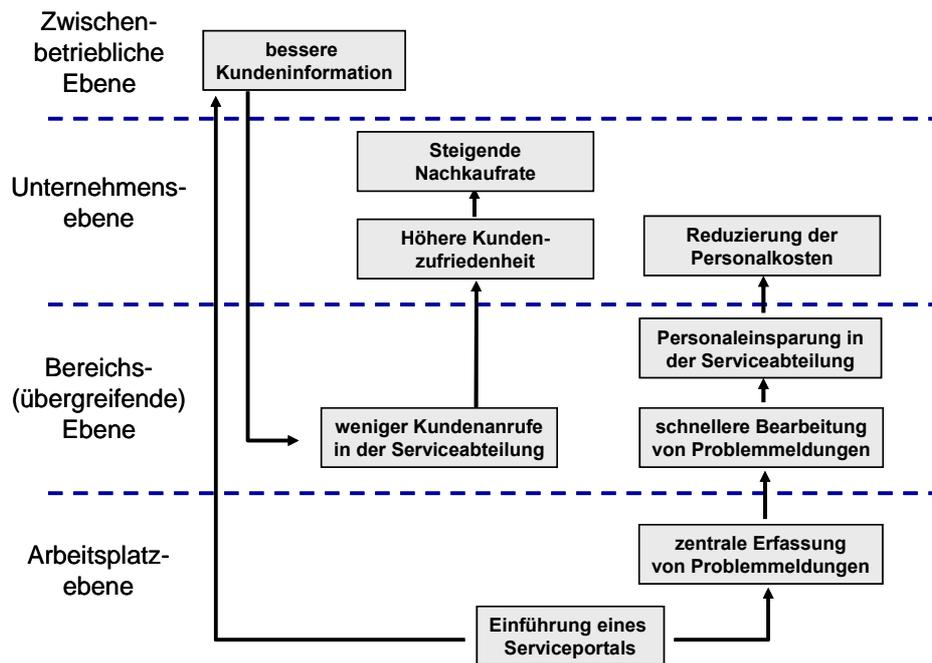 Zwischen-
betriebliche
Ebene
bessere
Kundeninformation
Unternehmens-
ebene
Steigende
Nachkaufrate
Höhere Kunden-
zufriedenheit
Reduzierung der
Personalkosten
Bereichs-
(übergreifende)
Ebene
Personaleinsparung in
der Serviceabteilung
weniger Kundenanrufe
in der Serviceabteilung
schnellere Bearbeitung
von Problemmeldungen
Arbeitsplatz-
ebene
zentrale Erfassung
von Problemmeldungen
Einführung eines
Serviceportals